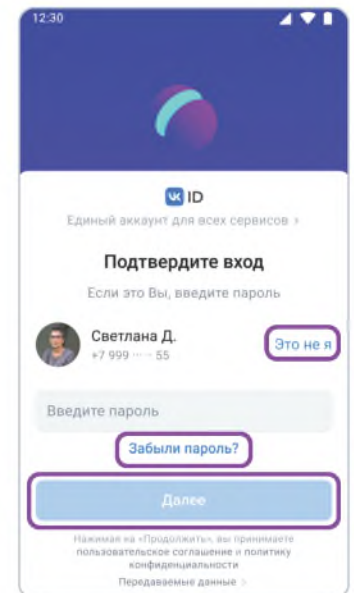 12:30
VK ID
Единый аккаунт для всех сервисов >
Подтвердите вход
Если это Вы, введите пароль
Светлана Д.
+7 999 ··· ·· 55
Это не я
Введите пароль
Забыли пароль?
Далее
Нажимая на «Продолжить», вы принимаете
пользовательское соглашение и политику
конфиденциальности
Передаваемые данные >